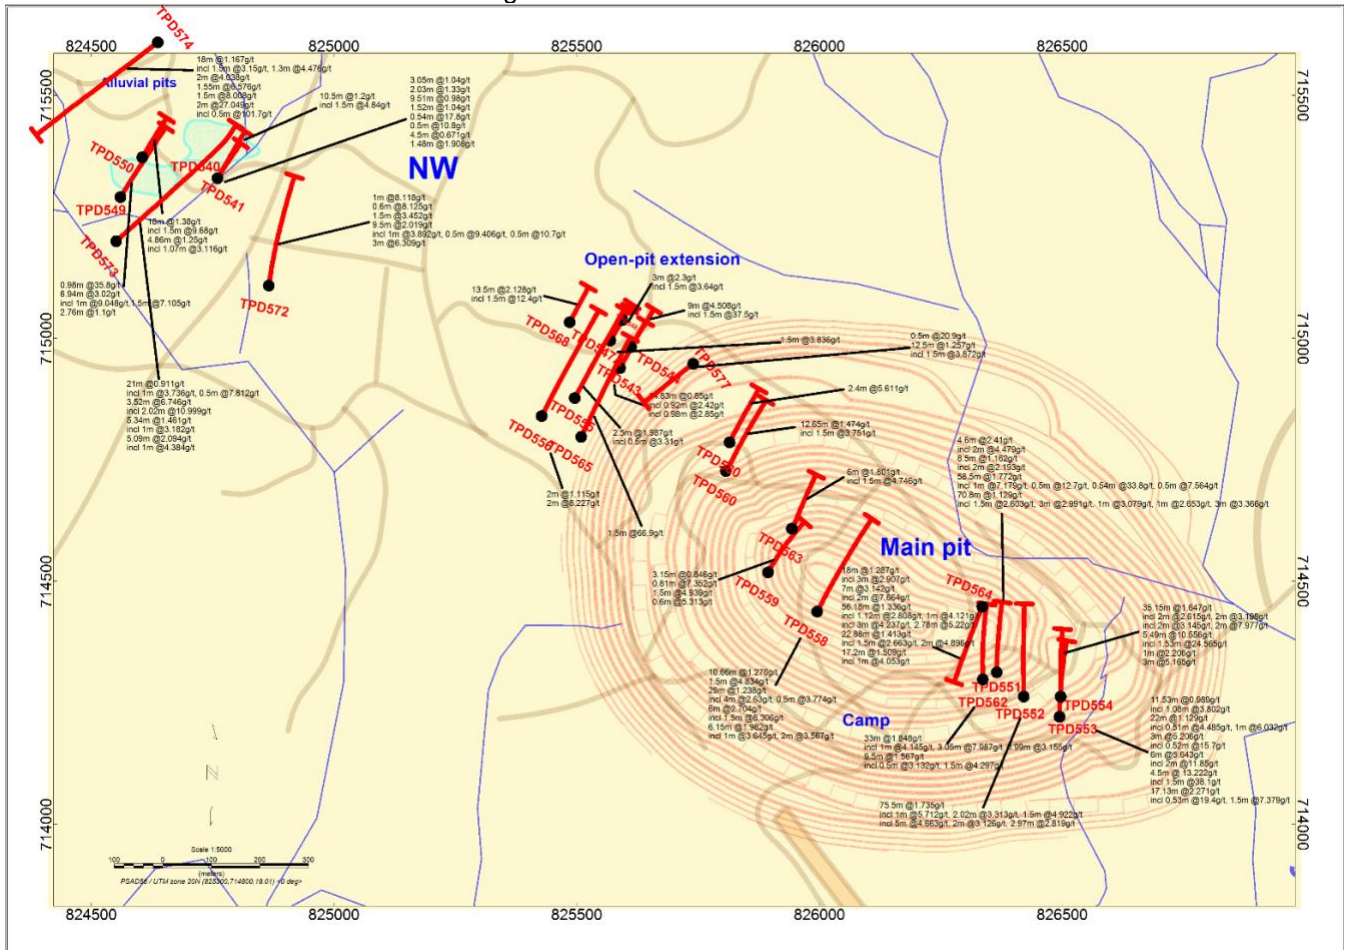 824500 825000 825500 826000 826500
TPD574
715500
715500
18m @1.167g/t
incl 1.5m @3.15g/t, 1.3m @4.476g/t
2m @4.038g/t
1.55m @6.576g/t
1.5m @8.008g/t
2m @27.049g/t
incl 0.5m @101.7g/t
Alluvial pits
10.5m @1.2g/t
incl 1.5m @4.84g/t
3.05m @1.04g/t
2.03m @1.33g/t
9.51m @0.98g/t
1.52m @1.04g/t
0.54m @17.8g/t
0.5m @10.8g/t
4.5m @0.671g/t
1.48m @1.908g/t
NW
TPD550
TPD540
TPD541
TPD549
TPD573
TPD572
1m @8.118g/t
0.6m @8.125g/t
1.5m @3.452g/t
9.5m @2.019g/t
incl 1m @3.892g/t, 0.5m @9.406g/t, 0.5m @10.7g/t
3m @6.309g/t
18m @1.38g/t
incl 1.5m @9.68g/t
4.86m @1.25g/t
incl 1.07m @3.116g/t
0.98m @35.8g/t
6.94m @3.02g/t
incl 1m @9.048g/t, 1.5m @7.105g/t
2.76m @1.1g/t
21m @0.911g/t
incl 1m @3.736g/t, 0.5m @7.812g/t
3.52m @6.746g/t
incl 2.02m @10.999g/t
5.34m @1.461g/t
incl 1m @3.182g/t
5.09m @2.094g/t
incl 1m @4.384g/t
Open-pit extension
3m @2.3g/t
incl 1.5m @3.64g/t
13.5m @2.128g/t
incl 1.5m @12.4g/t
9m @4.508g/t
incl 1.5m @37.5g/t
715000
715000
1.5m @3.836g/t
0.5m @20.9g/t
12.5m @1.257g/t
incl 1.5m @3.872g/t
TPD568
TPD547
TPD543
TPD544
TPD577
TPD556
TPD555
TPD565
incl 0.92m @2.42g/t
incl 0.98m @2.85g/t
2.5m @1.987g/t
incl 0.5m @3.31g/t
2m @1.115g/t
2m @8.227g/t
1.5m @66.9g/t
2.4m @5.611g/t
12.65m @1.474g/t
incl 1.5m @3.751g/t
TPD560
6m @1.801g/t
incl 1.5m @4.746g/t
4.6m @2.41g/t
incl 2m @4.479g/t
8.5m @1.162g/t
incl 2m @2.193g/t
58.5m @1.772g/t
incl 1m @7.179g/t, 0.5m @12.7g/t, 0.54m @33.8g/t, 0.5m @7.564g/t
70.8m @1.129g/t
incl 1.5m @2.603g/t, 3m @2.991g/t, 1m @3.079g/t, 1m @2.653g/t, 3m @3.366g/t
Main pit
TPD563
TPD559
TPD558
714500
714500
3.15m @0.846g/t
0.81m @7.352g/t
1.5m @4.939g/t
0.6m @5.313g/t
18m @1.287g/t
incl 3m @2.907g/t
7m @3.142g/t
incl 2m @7.664g/t
56.18m @1.336g/t
incl 1.12m @2.808g/t, 1m @4.121g/t
incl 3m @4.237g/t, 2.78m @5.22g/t
22.88m @1.413g/t
incl 1.5m @2.663g/t, 2m @4.896g/t
17.2m @1.509g/t
incl 1m @4.053g/t
TPD564
TPD551
TPD562
TPD552
TPD554
TPD553
35.15m @1.647g/t
incl 2m @2.615g/t, 2m @3.198g/t
incl 2m @3.145g/t, 2m @7.977g/t
5.49m @10.556g/t
incl 1.53m @24.565g/t
1m @2.206g/t
3m @5.165g/t
10.66m @1.276g/t
1.5m @4.834g/t
29m @1.238g/t
incl 4m @2.63g/t, 0.5m @3.774g/t
6m @2.704g/t
incl 1.5m @6.306g/t
6.15m @1.982g/t
incl 1m @3.645g/t, 2m @3.567g/t
Camp
33m @1.848g/t
incl 1m @4.145g/t, 3.05m @7.987g/t, 0.99m @3.155g/t
9.5m @1.567g/t
incl 0.5m @3.132g/t, 1.5m @4.297g/t
11.53m @0.989g/t
incl 1.08m @3.802g/t
22m @1.129g/t
incl 0.81m @4.485g/t, 1m @6.032g/t
3m @5.206g/t
incl 0.52m @15.7g/t
6m @5.643g/t
incl 2m @11.85g/t
4.5m @ 13.222g/t
incl 1.5m @38.1g/t
17.13m @2.271g/t
incl 0.53m @19.4g/t, 1.5m @7.379g/t
75.5m @1.735g/t
incl 1m @5.712g/t, 2.02m @3.313g/t, 1.5m @4.922g/t
incl 5m @4.663g/t, 2m @3.126g/t, 2.97m @2.819g/t
714000
714000
N
Scale 1:5000
100 0 100 200 300
(meters)
PSAD56 / UTM zone 20N
824500 825000 825500 826000 826500